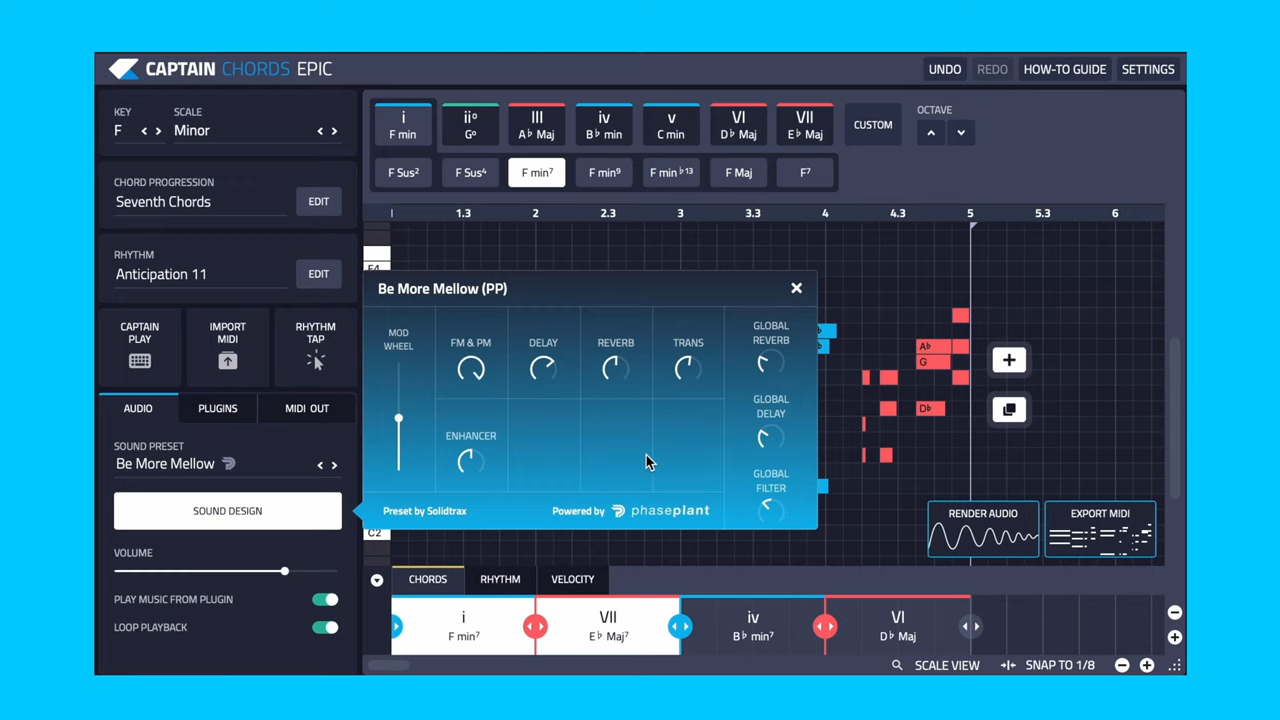 CAPTAIN CHORDS EPIC
UNDO
REDO
HOW-TO GUIDE
SETTINGS
KEY
F
SCALE
Minor
CHORD PROGRESSION
Seventh Chords
EDIT
RHYTHM
Anticipation 11
EDIT
CAPTAIN
PLAY
IMPORT
MIDI
RHYTHM
TAP
AUDIO
PLUGINS
MIDI OUT
SOUND PRESET
Be More Mellow
SOUND DESIGN
VOLUME
PLAY MUSIC FROM PLUGIN
LOOP PLAYBACK
i
F min
ii°
G°
III
A♭ Maj
iv
B♭ min
v
C min
VI
D♭ Maj
VII
E♭ Maj
CUSTOM
OCTAVE
F Sus²
F Sus⁴
F min⁷
F min⁹
F min♭¹³
F Maj
F⁷
1.3
2
2.3
3
3.3
4
4.3
5
5.3
6
Be More Mellow (PP)
MOD
WHEEL
FM & PM
DELAY
REVERB
TRANS
ENHANCER
GLOBAL
REVERB
GLOBAL
DELAY
GLOBAL
FILTER
Preset by Solidtrax
Powered by phaseplant
A♭
G
D♭
C2
RENDER AUDIO
EXPORT MIDI
CHORDS
RHYTHM
VELOCITY
i
F min⁷
VII
E♭ Maj⁷
iv
B♭ min⁷
VI
D♭ Maj
SCALE VIEW
SNAP TO 1/8